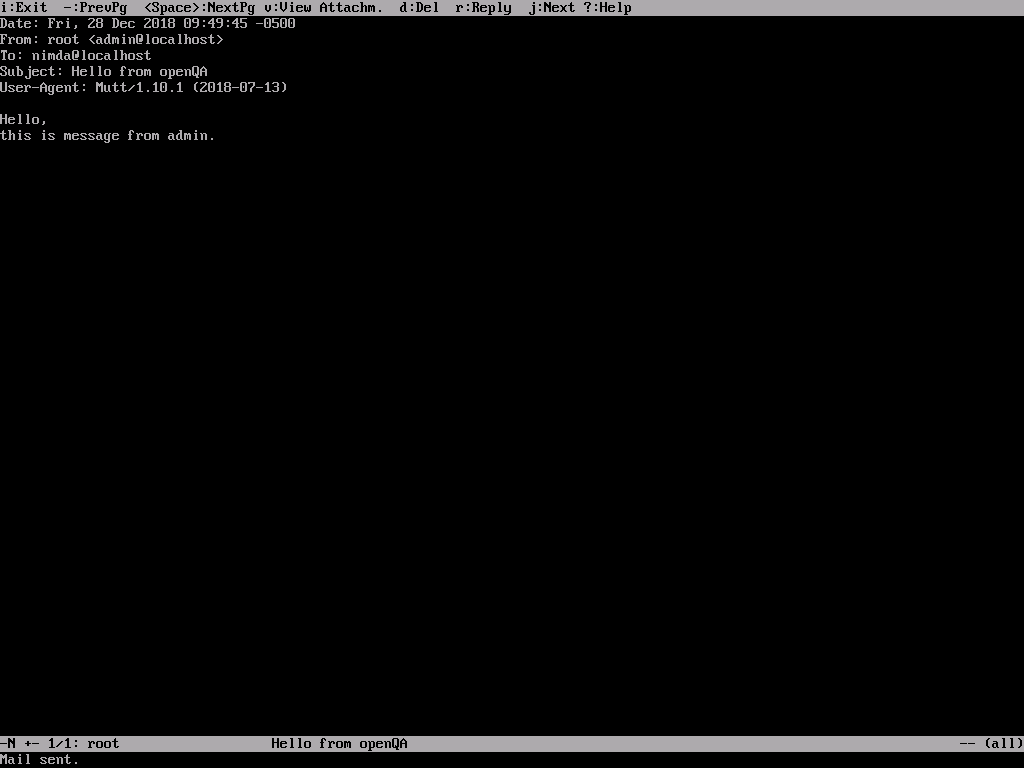 i:Exit  -:PrevPg  <Space>:NextPg v:View Attachm.  d:Del  r:Reply  j:Next ?:Help
Date: Fri, 28 Dec 2018 09:49:45 -0500
From: root <admin@localhost>
To: nimda@localhost
Subject: Hello from openQA
User-Agent: Mutt/1.10.1 (2018-07-13)
Hello,
this is message from admin.
-N +- 1/1: root                   Hello from openQA                                                                     -- (all)
Mail sent.